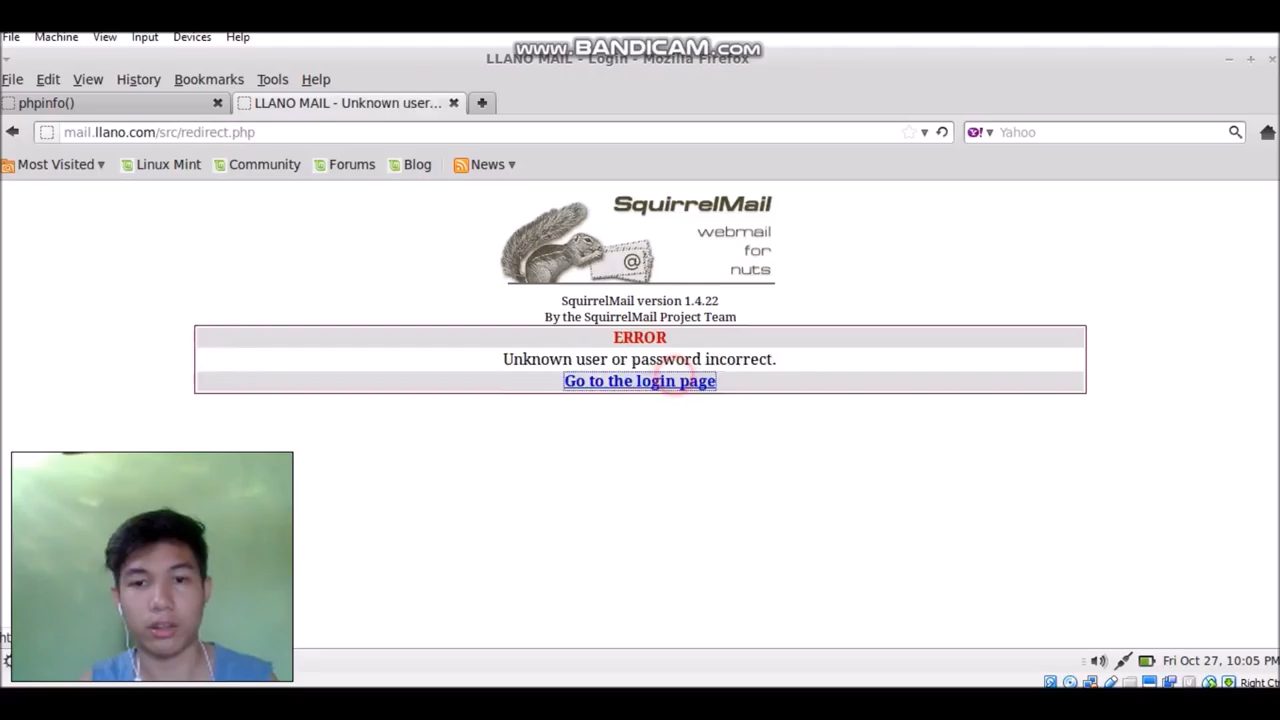 File Machine View Input Devices Help
www.BANDICAM.com
LLANO MAIL - Login - Mozilla Firefox
File Edit View History Bookmarks Tools Help
phpinfo() LLANO MAIL - Unknown user...
mail.llano.com/src/redirect.php Yahoo
Most Visited Linux Mint Community Forums Blog News
SquirrelMail
webmail
for
nuts
@
SquirrelMail version 1.4.22
By the SquirrelMail Project Team
ERROR
Unknown user or password incorrect.
Go to the login page
Fri Oct 27, 10:05 PM
Right Ct